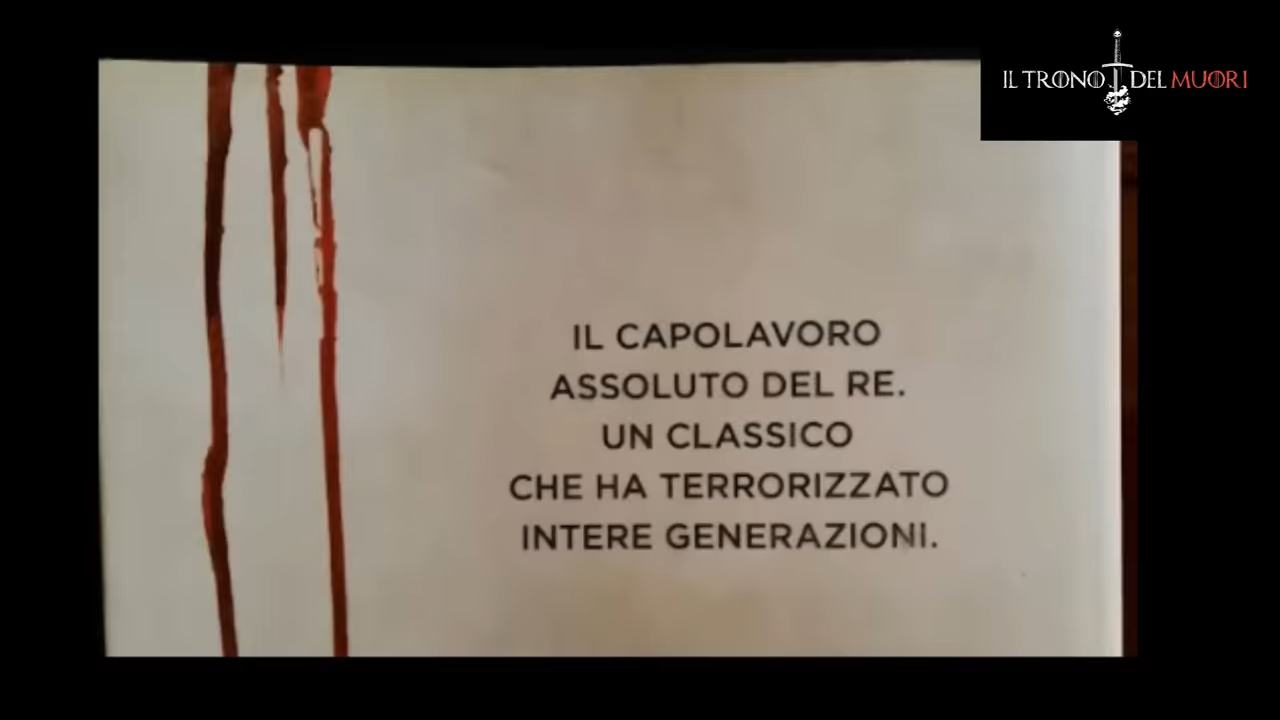 IL TRONO DEL MUORI
IL CAPOLAVORO
ASSOLUTO DEL RE.
UN CLASSICO
CHE HA TERRORIZZATO
INTERE GENERAZIONI.